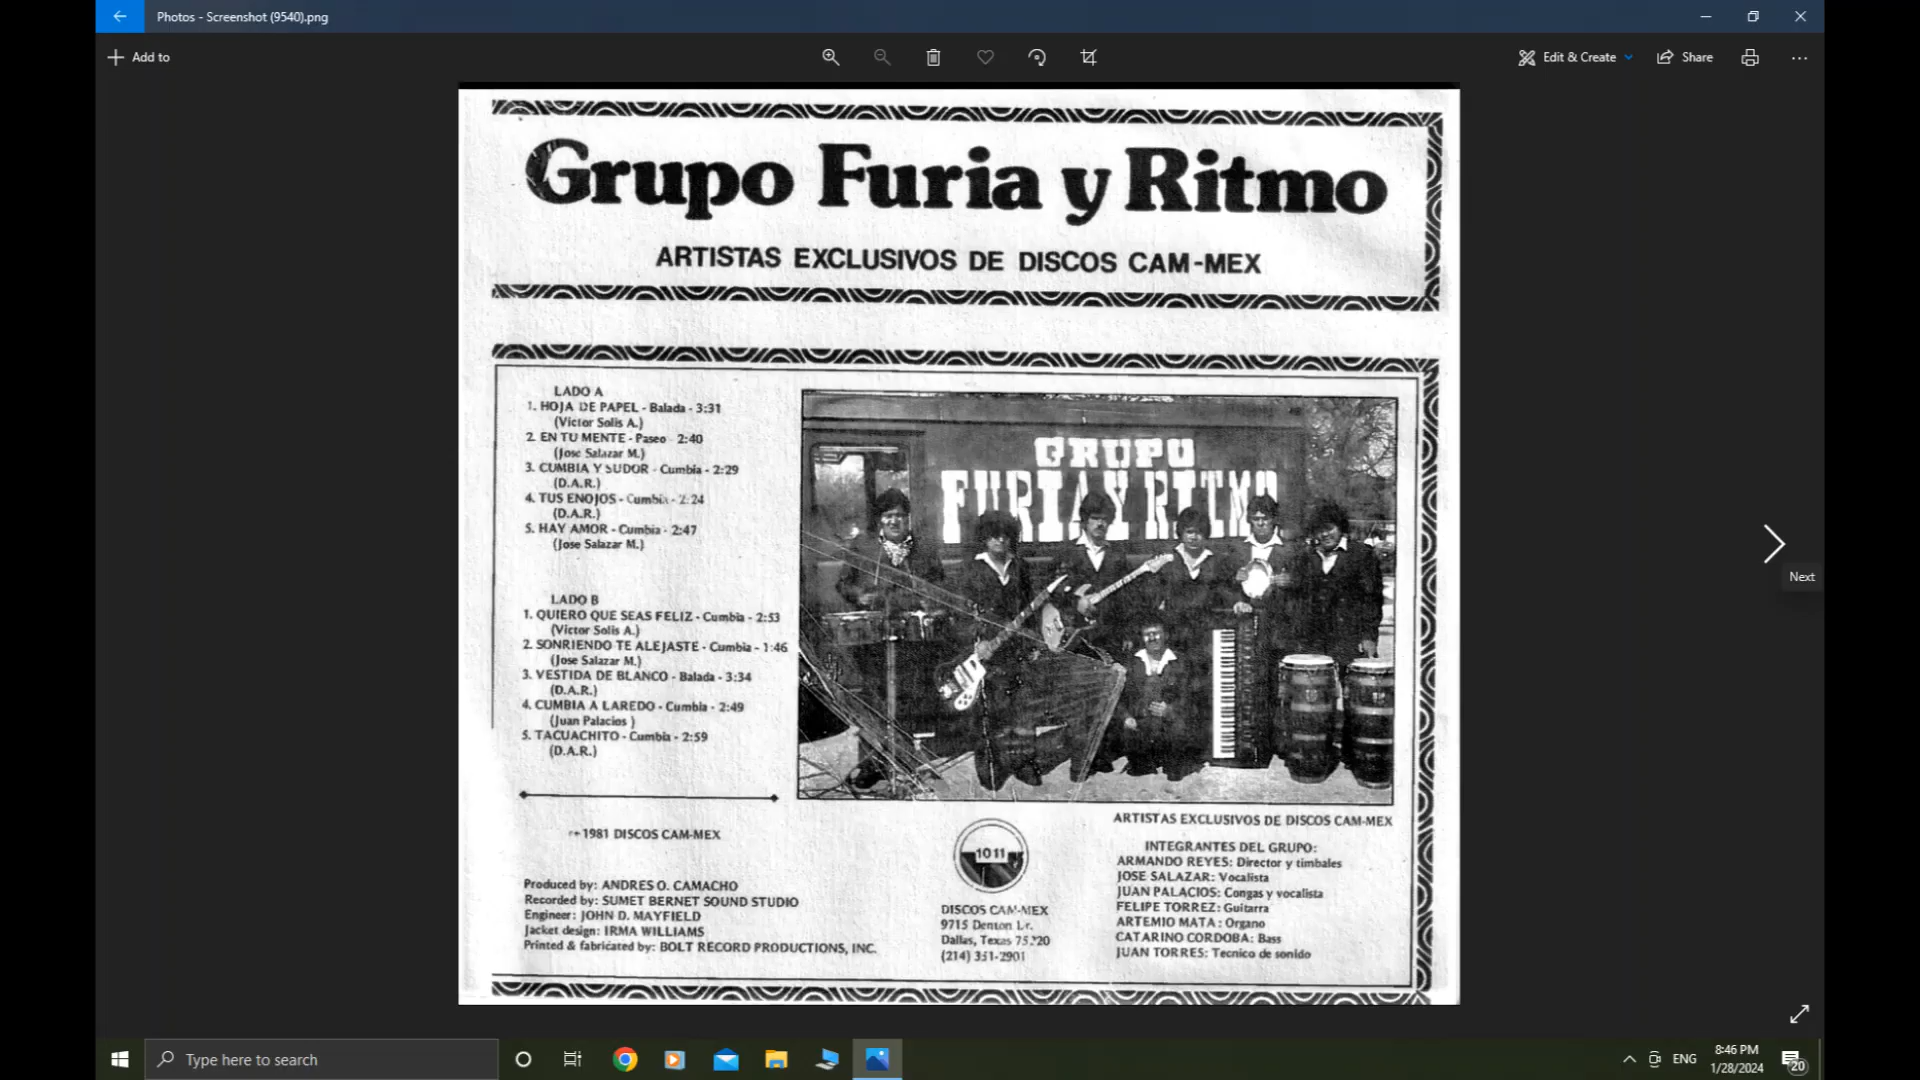 Photos - Screenshot (9540).png
Add to
Edit & Create
Share
Grupo Furia y Ritmo
ARTISTAS EXCLUSIVOS DE DISCOS CAM-MEX
LADO A
1. HOJA DE PAPEL - Balada - 3:31
(Victor Solis A.)
2. EN TU MENTE - Paseo - 2:40
(Jose Salazar M.)
3. CUMBIA Y SUDOR - Cumbia - 2:29
(D.A.R.)
4. TUS ENOJOS - Cumbia - 2:24
(D.A.R.)
5. HAY AMOR - Cumbia - 2:47
(Jose Salazar M.)
LADO B
1. QUIERO QUE SEAS FELIZ - Cumbia - 2:53
(Victor Solis A.)
2. SONRIENDO TE ALEJASTE - Cumbia - 1:46
(Jose Salazar M.)
3. VESTIDA DE BLANCO - Balada - 3:34
(D.A.R.)
4. CUMBIA A LAREDO - Cumbia - 2:49
(Juan Palacios )
5. TACUACHITO - Cumbia - 2:59
(D.A.R.)
GRUPO
FURIA Y RITMO
1981 DISCOS CAM-MEX
Produced by: ANDRES O. CAMACHO
Recorded by: SUMET BERNET SOUND STUDIO
Engineer: JOHN D. MAYFIELD
Jacket design: IRMA WILLIAMS
Printed & fabricated by: BOLT RECORD PRODUCTIONS, INC.
1011
DISCOS CAM-MEX
9715 Denton
Dallas, Texas
(214) 351-2901
ARTISTAS EXCLUSIVOS DE DISCOS CAM-MEX
INTEGRANTES DEL GRUPO:
ARMANDO REYES: Director y timbales
JOSE SALAZAR: Vocalista
JUAN PALACIOS: Congas y vocalista
FELIPE TORREZ: Guitarra
ARTEMIO MATA : Organo
CATARINO CORDOBA: Bass
JUAN TORRES: Tecnico de sonido
Next
Type here to search
ENG
8:46 PM
1/28/2024
20